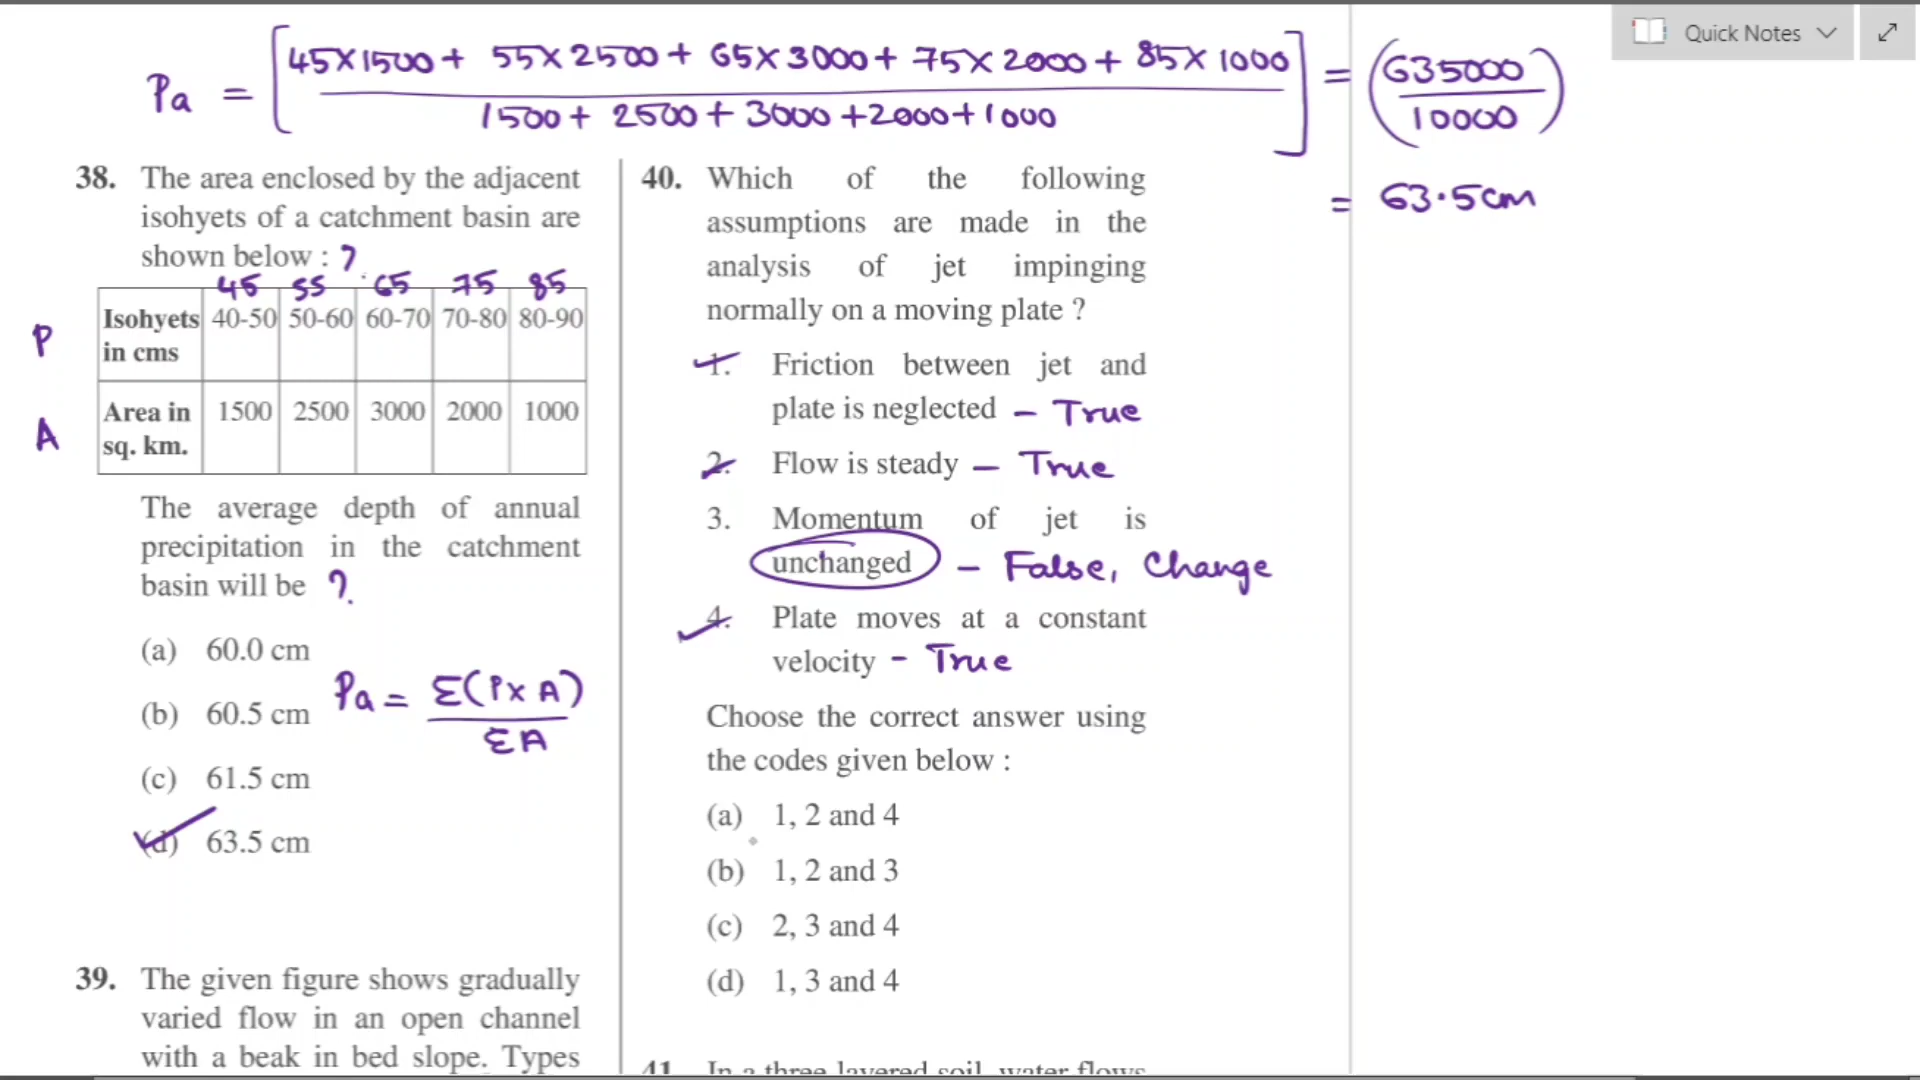 Quick Notes
Pa = [ 45×1500 + 55×2500 + 65×3000 + 75×2000 + 85×1000 ] = ( 635000 )
1500 + 2500 + 3000 + 2000 + 1000
10000
= 63.5cm
38. The area enclosed by the adjacent
isohyets of a catchment basin are
shown below : ?
45 55 65 75 85
P
Isohyets 40-50 50-60 60-70 70-80 80-90
in cms
A
Area in 1500 2500 3000 2000 1000
sq. km.
The average depth of annual
precipitation in the catchment
basin will be ?
(a) 60.0 cm
(b) 60.5 cm
(c) 61.5 cm
(d) 63.5 cm
Pa = Σ(P×A)
ΣA
39. The given figure shows gradually
varied flow in an open channel
with a beak in bed slope. Types
40. Which of the following
assumptions are made in the
analysis of jet impinging
normally on a moving plate ?
1. Friction between jet and
plate is neglected – True
2. Flow is steady – True
3. Momentum of jet is
unchanged – False, Change
4. Plate moves at a constant
velocity - True
Choose the correct answer using
the codes given below :
(a) 1, 2 and 4
(b) 1, 2 and 3
(c) 2, 3 and 4
(d) 1, 3 and 4
41. In a three layered soil, water flows